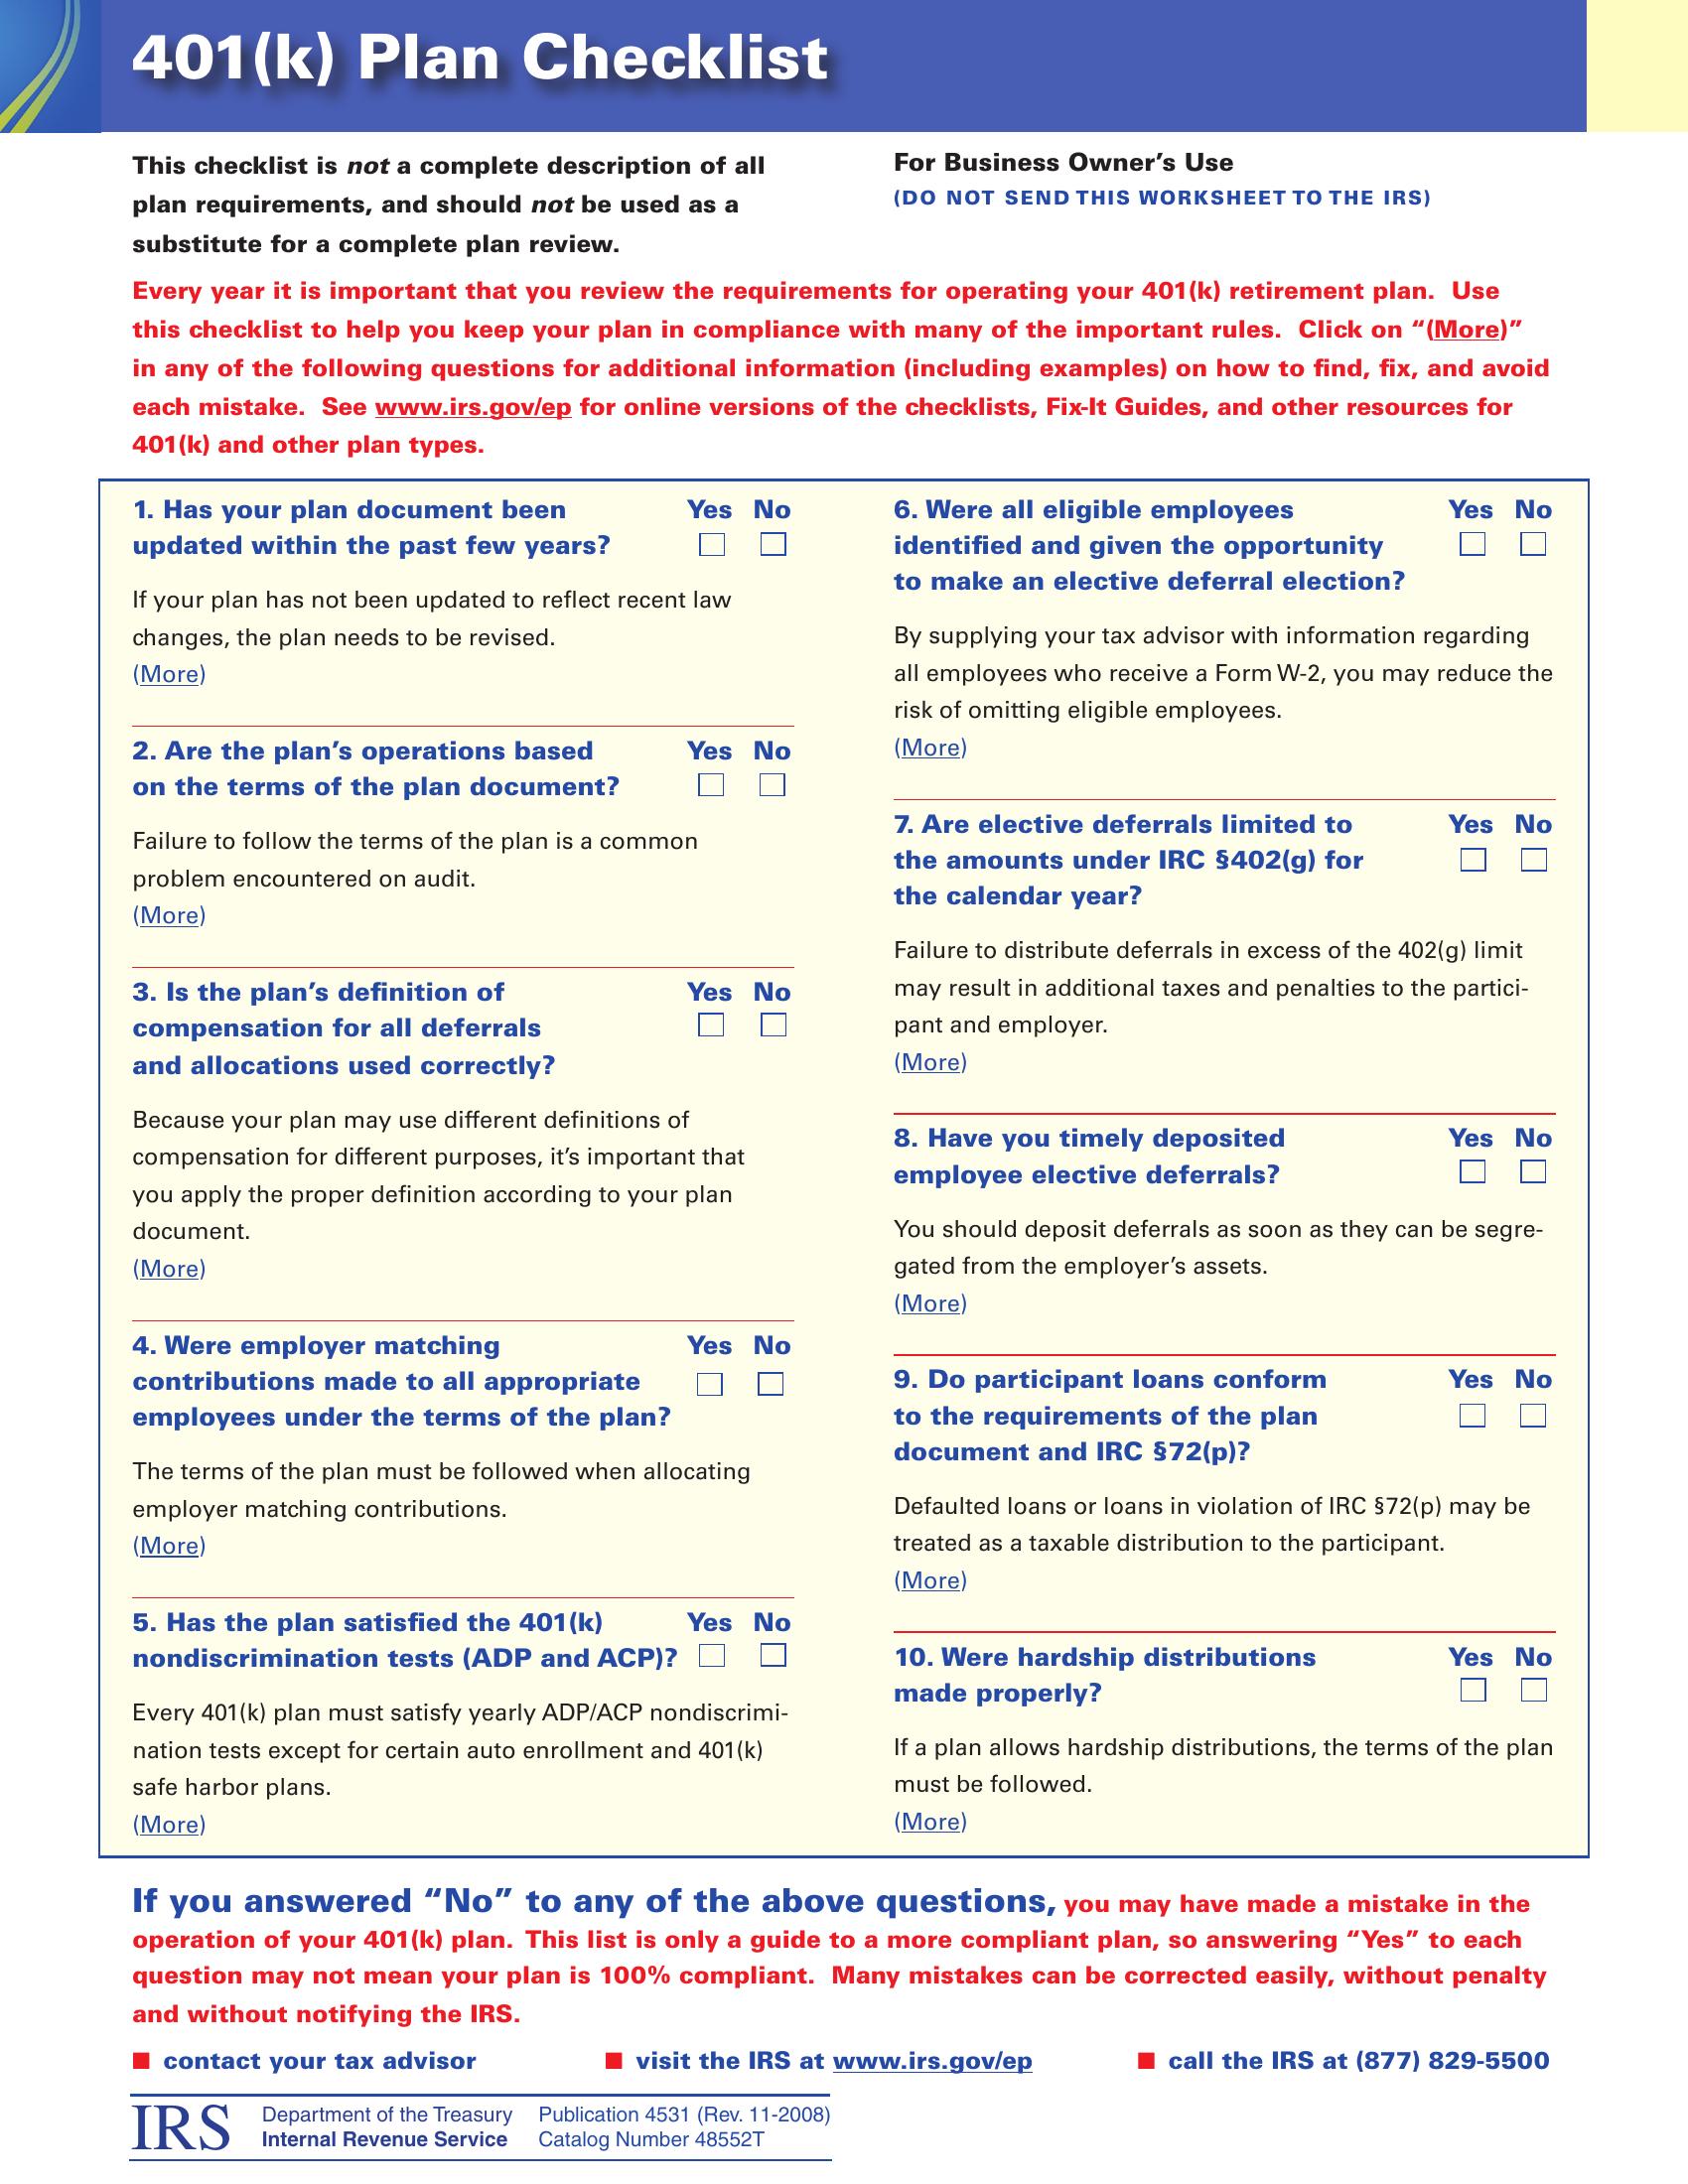 401(k) Plan Checklist
This checklist is not a complete description of all
plan requirements, and should not be used as a
substitute for a complete plan review.
For Business Owner’s Use
(DO NOT SEND THIS WORKSHEET TO THE IRS)
Every year it is important that you review the requirements for operating your 401(k) retirement plan. Use
this checklist to help you keep your plan in compliance with many of the important rules. Click on “(More)”
in any of the following questions for additional information (including examples) on how to find, fix, and avoid
each mistake. See www.irs.gov/ep for online versions of the checklists, Fix-It Guides, and other resources for
401(k) and other plan types.
1. Has your plan document been Yes No
updated within the past few years?
If your plan has not been updated to reflect recent law
changes, the plan needs to be revised.
(More)
2. Are the plan’s operations based Yes No
on the terms of the plan document?
Failure to follow the terms of the plan is a common
problem encountered on audit.
(More)
3. Is the plan’s definition of Yes No
compensation for all deferrals
and allocations used correctly?
Because your plan may use different definitions of
compensation for different purposes, it’s important that
you apply the proper definition according to your plan
document.
(More)
4. Were employer matching Yes No
contributions made to all appropriate
employees under the terms of the plan?
The terms of the plan must be followed when allocating
employer matching contributions.
(More)
5. Has the plan satisfied the 401(k) Yes No
nondiscrimination tests (ADP and ACP)?
Every 401(k) plan must satisfy yearly ADP/ACP nondiscrimi-
nation tests except for certain auto enrollment and 401(k)
safe harbor plans.
(More)
6. Were all eligible employees Yes No
identified and given the opportunity
to make an elective deferral election?
By supplying your tax advisor with information regarding
all employees who receive a Form W-2, you may reduce the
risk of omitting eligible employees.
(More)
7. Are elective deferrals limited to Yes No
the amounts under IRC §402(g) for
the calendar year?
Failure to distribute deferrals in excess of the 402(g) limit
may result in additional taxes and penalties to the partici-
pant and employer.
(More)
8. Have you timely deposited Yes No
employee elective deferrals?
You should deposit deferrals as soon as they can be segre-
gated from the employer’s assets.
(More)
9. Do participant loans conform Yes No
to the requirements of the plan
document and IRC §72(p)?
Defaulted loans or loans in violation of IRC §72(p) may be
treated as a taxable distribution to the participant.
(More)
10. Were hardship distributions Yes No
made properly?
If a plan allows hardship distributions, the terms of the plan
must be followed.
(More)
If you answered “No” to any of the above questions, you may have made a mistake in the
operation of your 401(k) plan. This list is only a guide to a more compliant plan, so answering “Yes” to each
question may not mean your plan is 100% compliant. Many mistakes can be corrected easily, without penalty
and without notifying the IRS.
■ contact your tax advisor ■ visit the IRS at www.irs.gov/ep ■ call the IRS at (877) 829-5500
IRS
Department of the Treasury Publication 4531 (Rev. 11-2008)
Internal Revenue Service Catalog Number 48552T